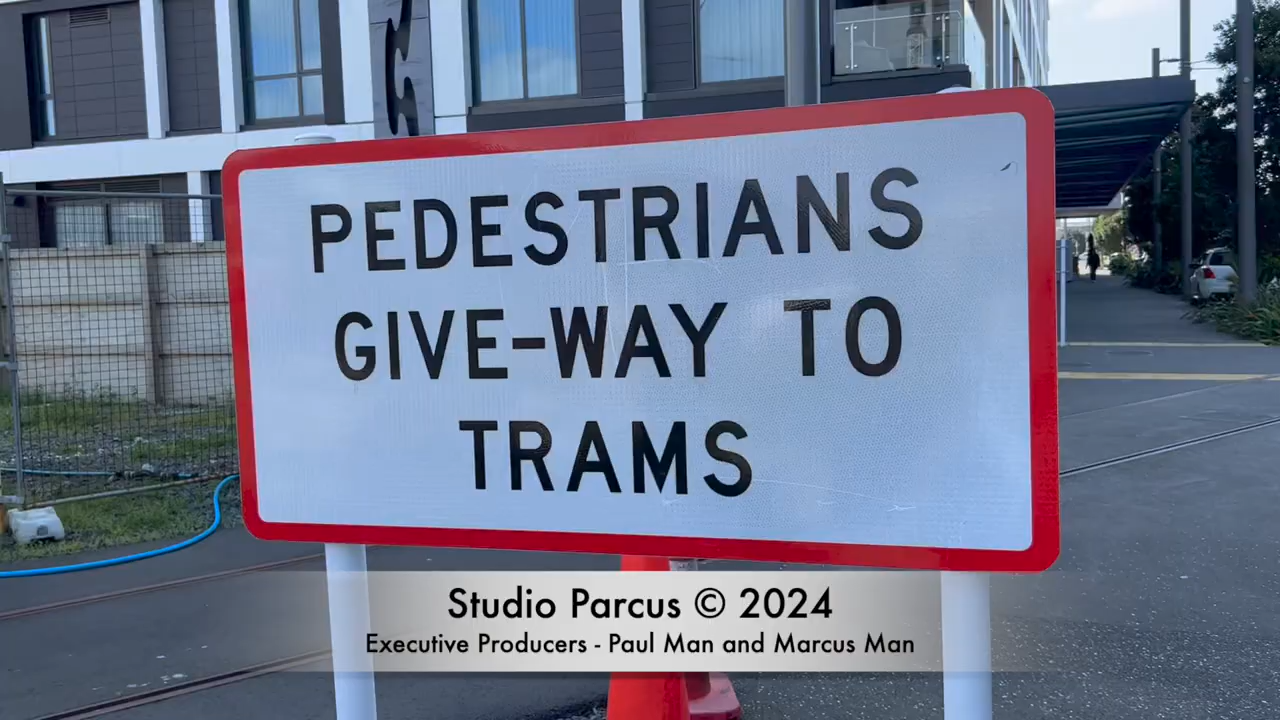 PEDESTRIANS
GIVE-WAY TO
TRAMS
Studio Parcus © 2024
Executive Producers - Paul Man and Marcus Man